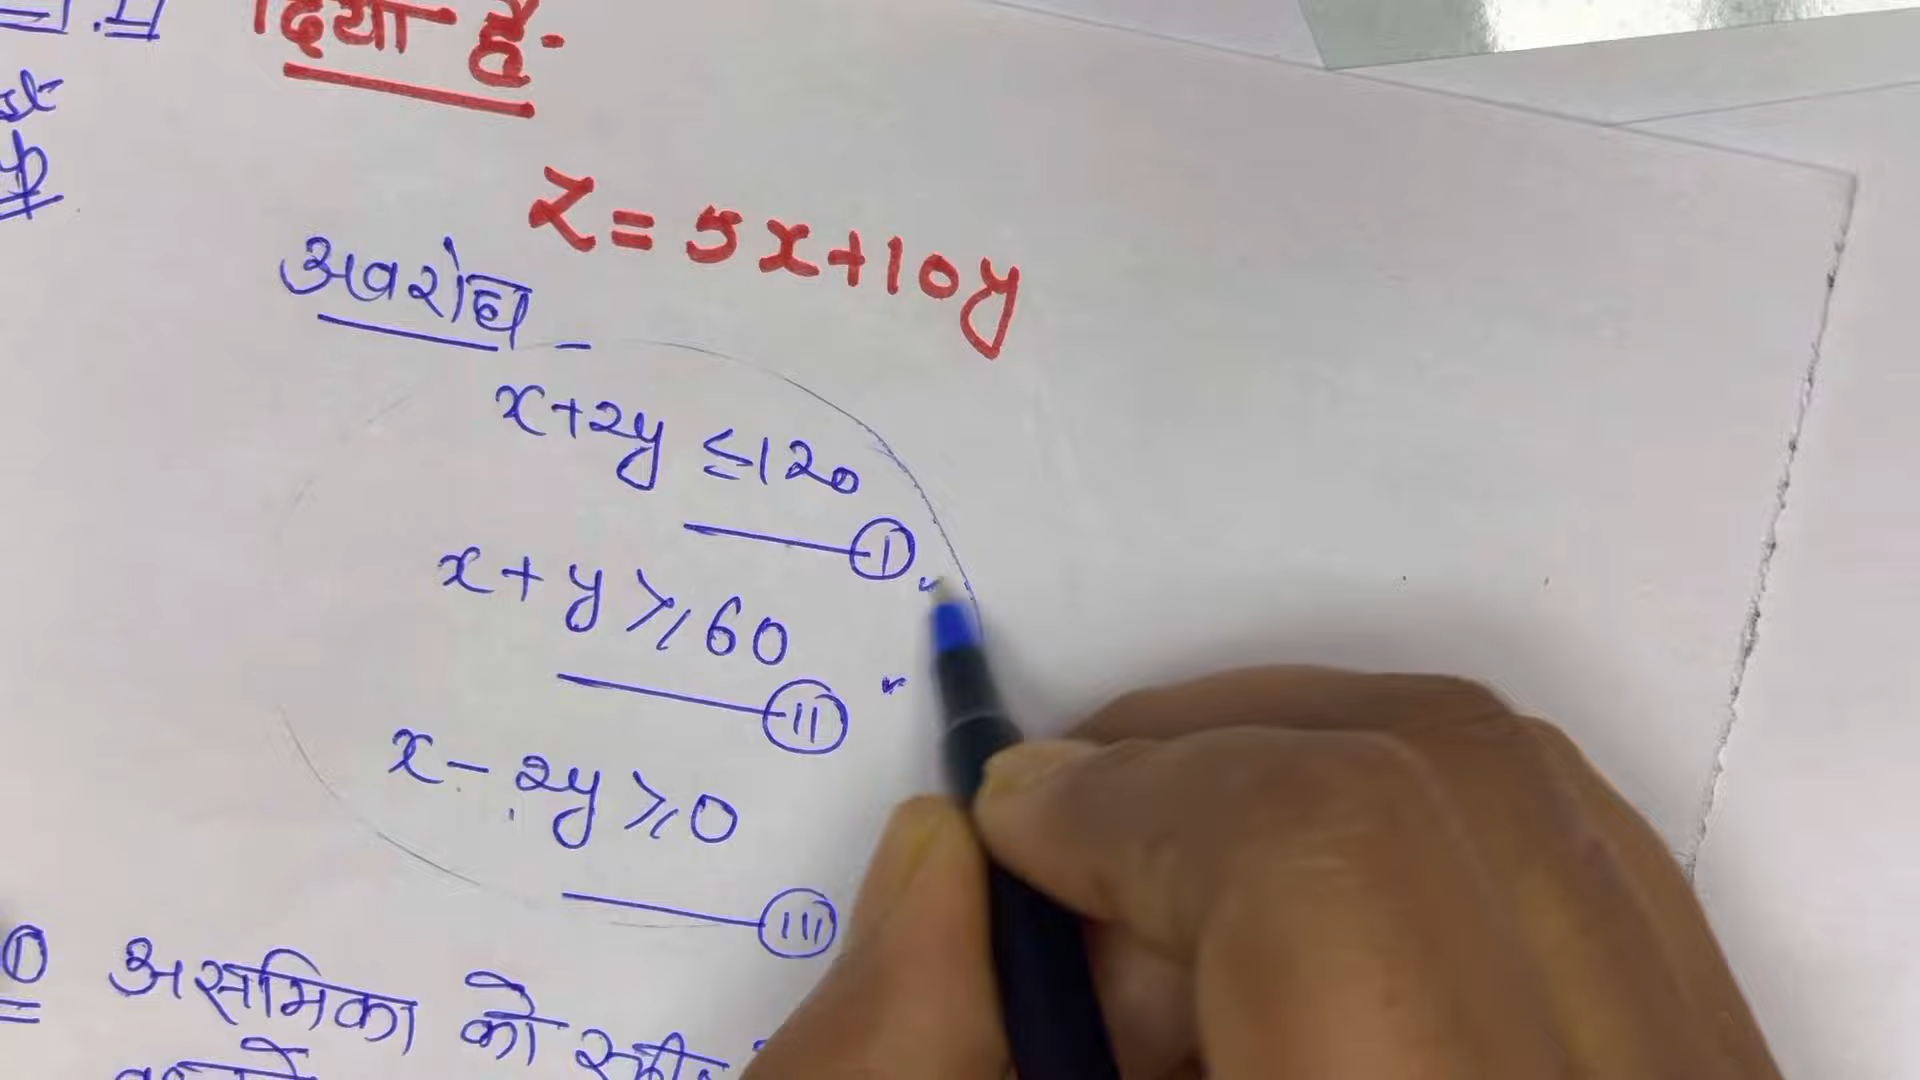 दिया है-
Z = 5x+10y
अवरोध -
x+2y ≤120
I
x+y ⩾ 60
II
x-2y ⩾ 0
III
① असमिका को